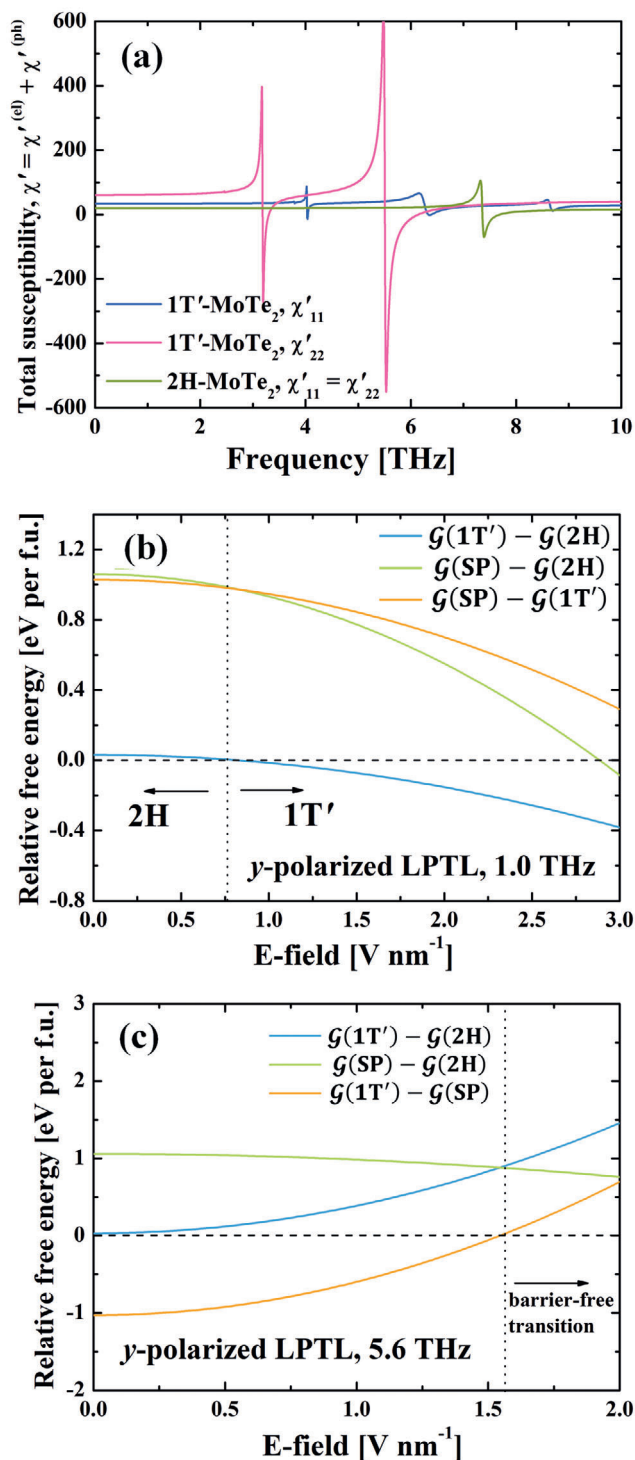 (a)
Total susceptibility, χ′ = χ′ (el) + χ′ (ph)
600
400
200
0
-200
-400
-600
1T′-MoTe₂, χ′₁₁
1T′-MoTe₂, χ′₂₂
2H-MoTe₂, χ′₁₁ = χ′₂₂
0 2 4 6 8 10
Frequency [THz]
(b)
Relative free energy [eV per f.u.]
1.2
0.8
0.4
0.0
-0.4
-0.8
𝒢(1T′) − 𝒢(2H)
𝒢(SP) − 𝒢(2H)
𝒢(SP) − 𝒢(1T′)
2H 1T′
y-polarized LPTL, 1.0 THz
0.0 0.5 1.0 1.5 2.0 2.5 3.0
E-field [V nm⁻¹]
(c)
Relative free energy [eV per f.u.]
3
2
1
0
-1
-2
𝒢(1T′) − 𝒢(2H)
𝒢(SP) − 𝒢(2H)
𝒢(1T′) − 𝒢(SP)
barrier-free
transition
y-polarized LPTL, 5.6 THz
0.0 0.5 1.0 1.5 2.0
E-field [V nm⁻¹]